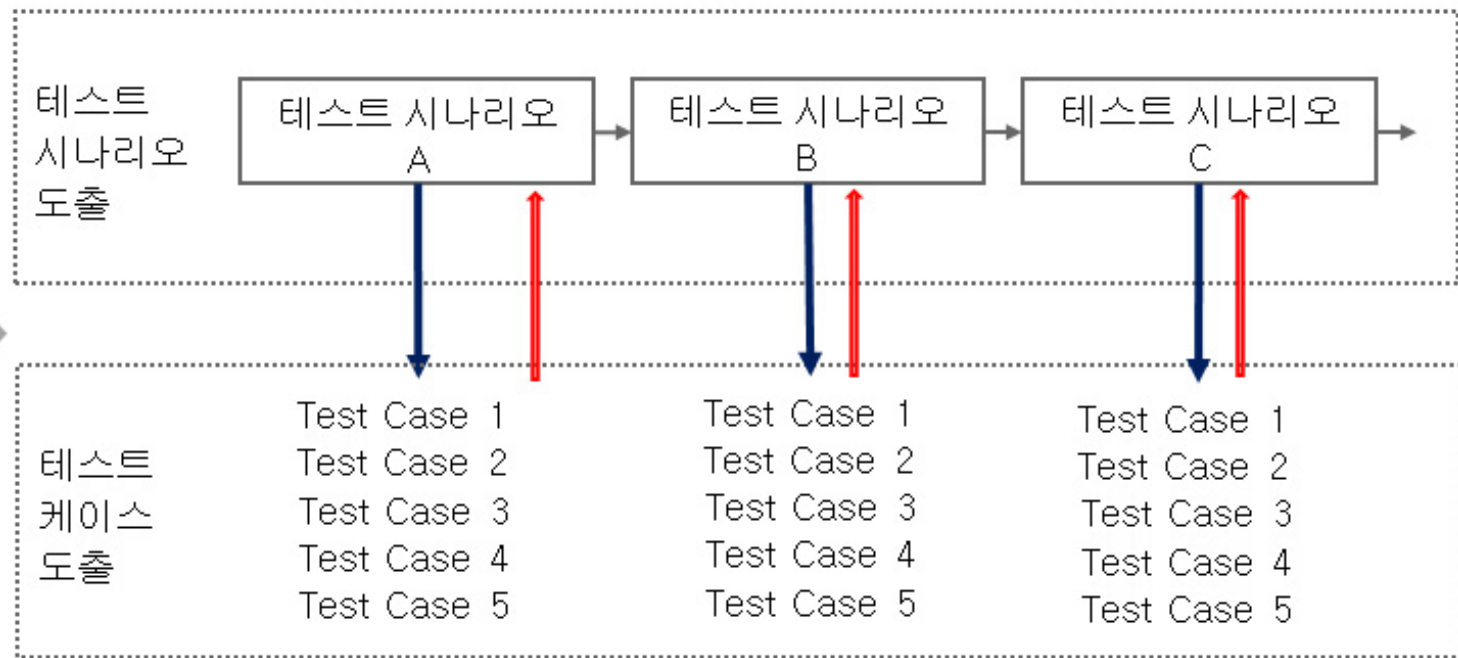 테스트
시나리오
도출
테스트 시나리오
A
테스트 시나리오
B
테스트 시나리오
C
테스트
케이스
도출
Test Case 1
Test Case 2
Test Case 3
Test Case 4
Test Case 5
Test Case 1
Test Case 2
Test Case 3
Test Case 4
Test Case 5
Test Case 1
Test Case 2
Test Case 3
Test Case 4
Test Case 5